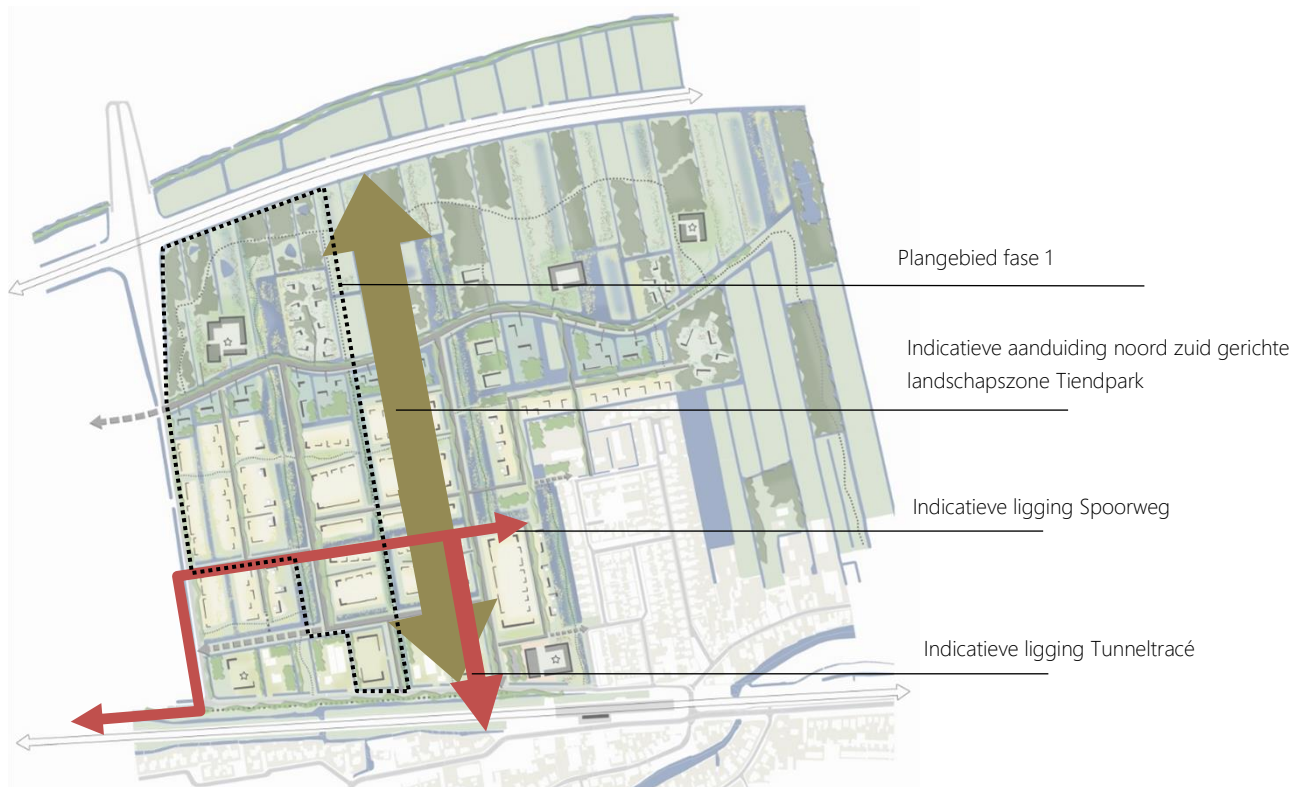 Plangebied fase 1
Indicatieve aanduiding noord zuid gerichte
landschapszone Tiendpark
Indicatieve ligging Spoorweg
Indicatieve ligging Tunneltracé